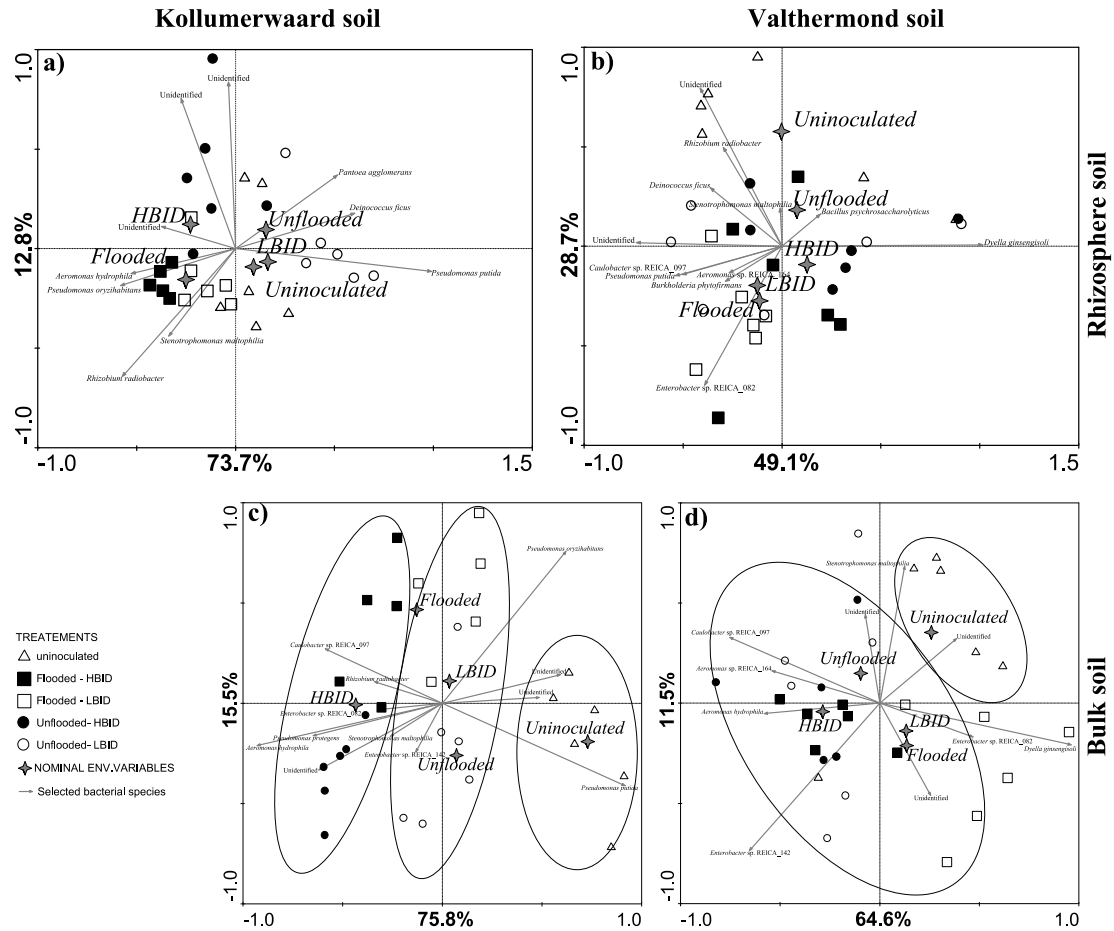 Kollumerwaard soil
Valthermond soil
a)
1.0
12.8%
-1.0
-1.0
73.7%
1.5
Unidentified
Unidentified
Pantoea agglomerans
Deinococcus ficus
HBID
Unflooded
Unidentified
LBID
Flooded
Aeromonas hydrophila
Pseudomonas putida
Pseudomonas oryzihabitans
Uninoculated
Stenotrophomonas maltophilia
Rhizobium radiobacter
b)
1.0
28.7%
-1.0
-1.0
49.1%
1.5
Unidentified
Uninoculated
Rhizobium radiobacter
Deinococcus ficus
Unflooded
Stenotrophomonas maltophilia
Bacillus psychrosaccharolyticus
Unidentified
HBID
Dyella ginsengisoli
Caulobacter sp. REICA_097
Pseudomonas putida
Aeromonas sp. REICA_164
Burkholderia phytofirmans
LBID
Flooded
Enterobacter sp. REICA_082
Rhizosphere soil
c)
1.0
15.5%
-1.0
-1.0
75.8%
1.0
Pseudomonas oryzihabitans
Flooded
Caulobacter sp. REICA_097
LBID
Unidentified
Rhizobium radiobacter
HBID
Unidentified
Enterobacter sp. REICA_082
Uninoculated
Pseudomonas protegens
Stenotrophomonas maltophilia
Aeromonas hydrophila
Enterobacter sp. REICA_142
Unflooded
Unidentified
Pseudomonas putida
d)
1.0
11.5%
-1.0
-1.0
64.6%
1.0
Stenotrophomonas maltophilia
Unidentified
Uninoculated
Caulobacter sp. REICA_097
Unidentified
Unflooded
Aeromonas sp. REICA_164
Aeromonas hydrophila
HBID
LBID
Enterobacter sp. REICA_082
Flooded
Dyella ginsengisoli
Unidentified
Enterobacter sp. REICA_142
Bulk soil
TREATEMENTS
uninoculated
Flooded - HBID
Flooded - LBID
Unflooded-HBID
Unflooded-LBID
NOMINAL ENV.VARIABLES
Selected bacterial species